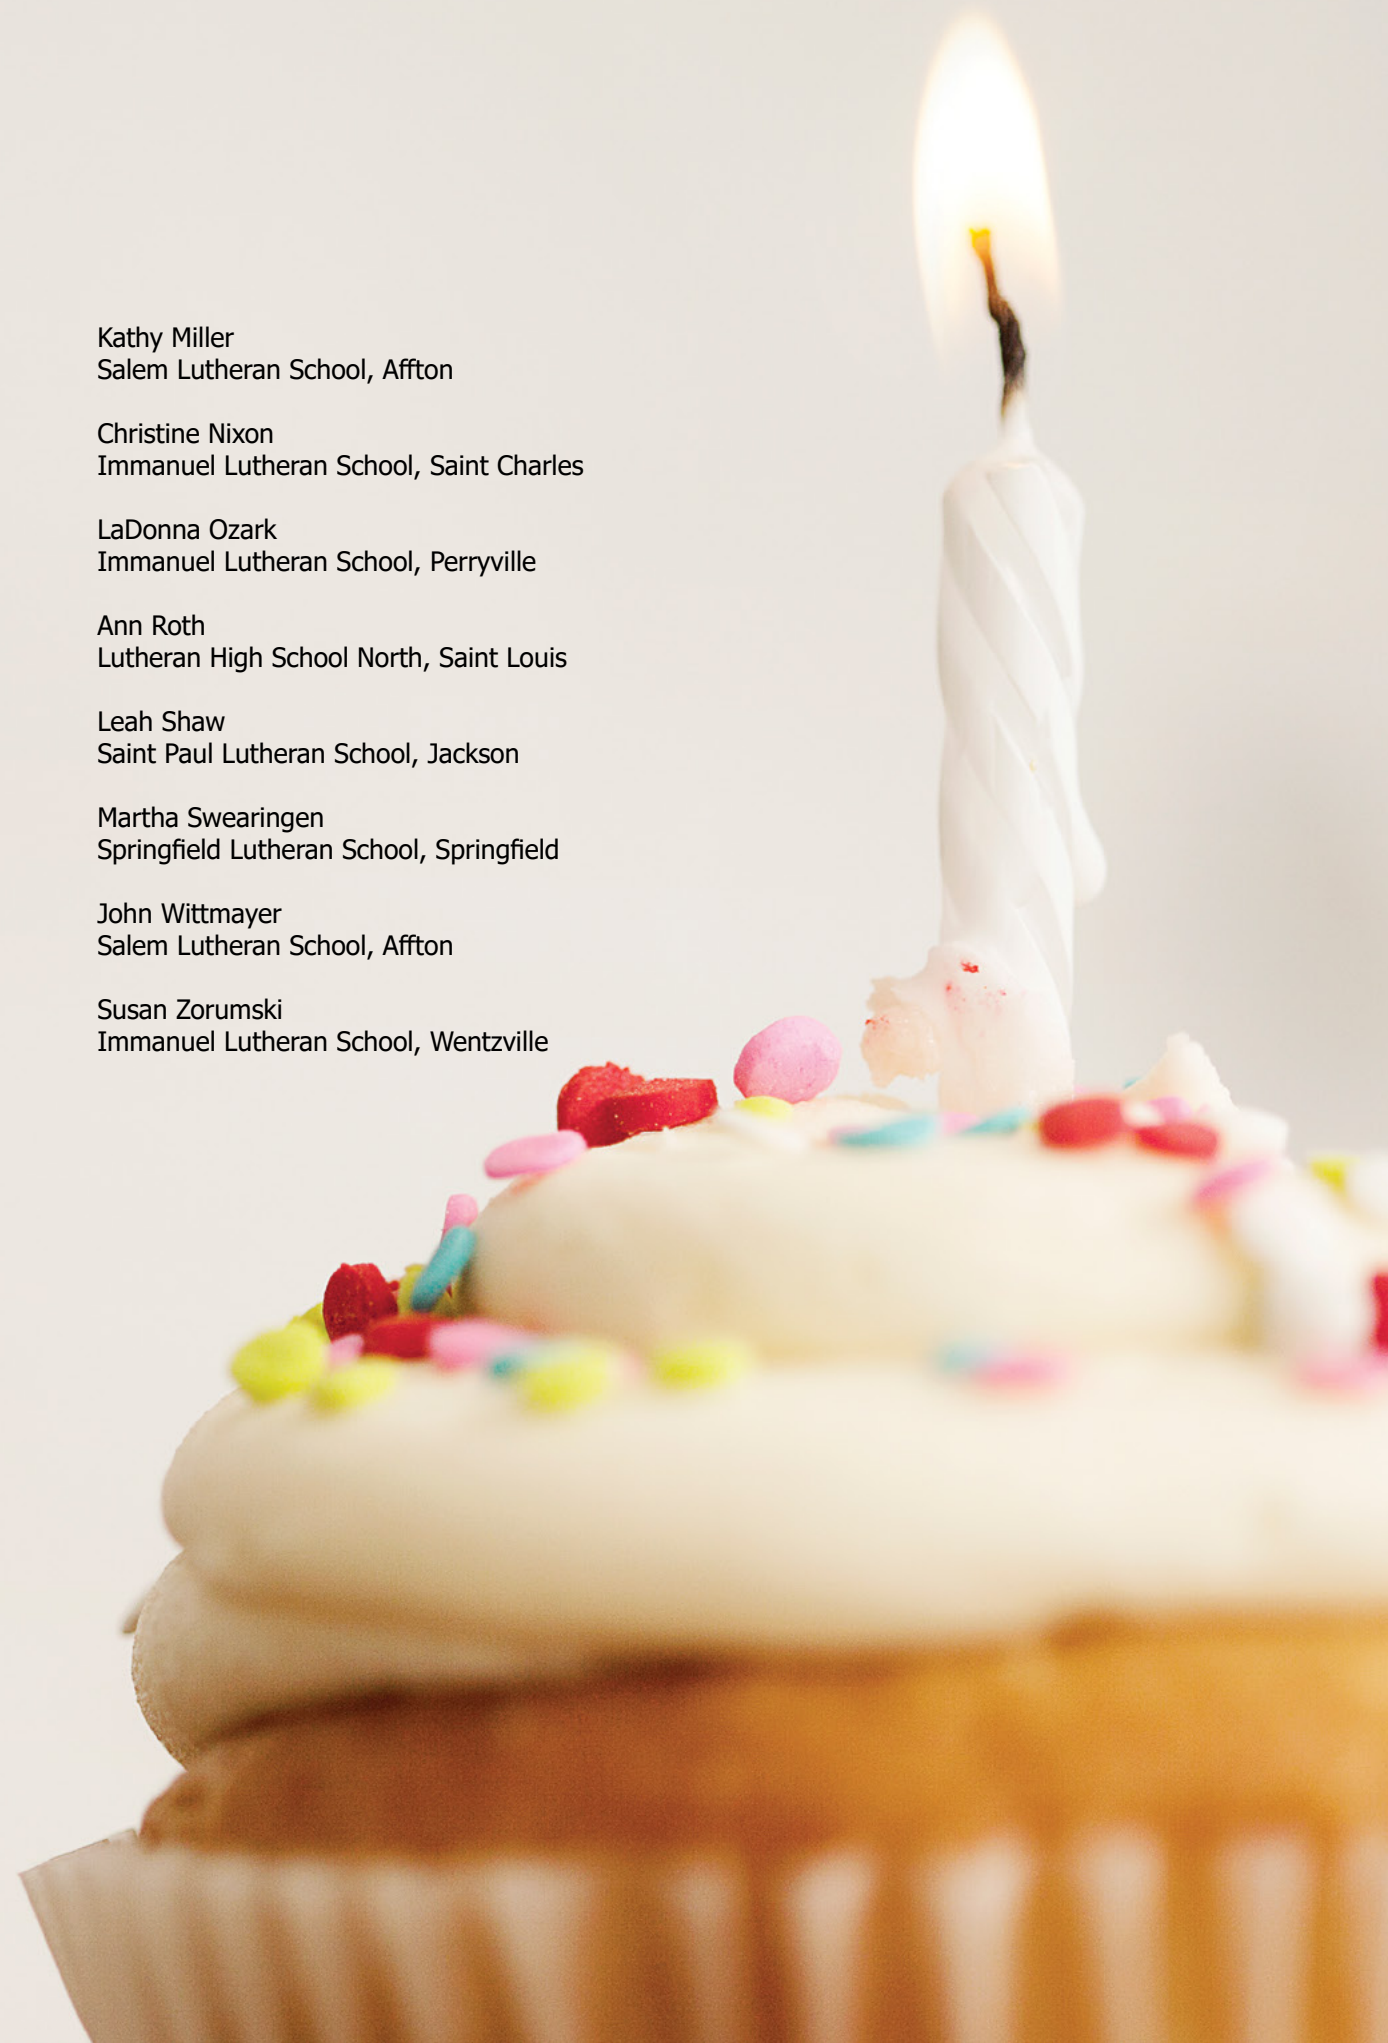 Kathy Miller
Salem Lutheran School, Affton
Christine Nixon
Immanuel Lutheran School, Saint Charles
LaDonna Ozark
Immanuel Lutheran School, Perryville
Ann Roth
Lutheran High School North, Saint Louis
Leah Shaw
Saint Paul Lutheran School, Jackson
Martha Swearingen
Springfield Lutheran School, Springfield
John Wittmayer
Salem Lutheran School, Affton
Susan Zorumski
Immanuel Lutheran School, Wentzville